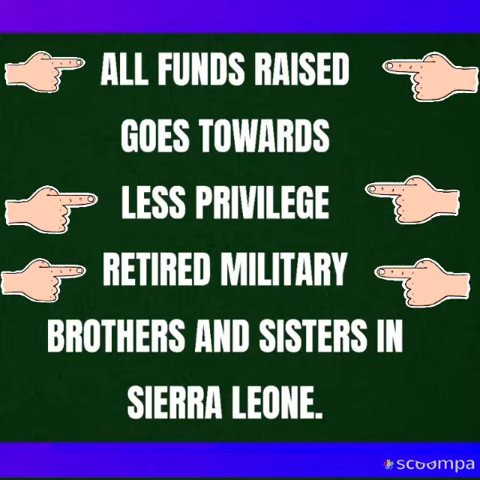 ALL FUNDS RAISED
GOES TOWARDS
LESS PRIVILEGE
RETIRED MILITARY
BROTHERS AND SISTERS IN
SIERRA LEONE.
scoompa